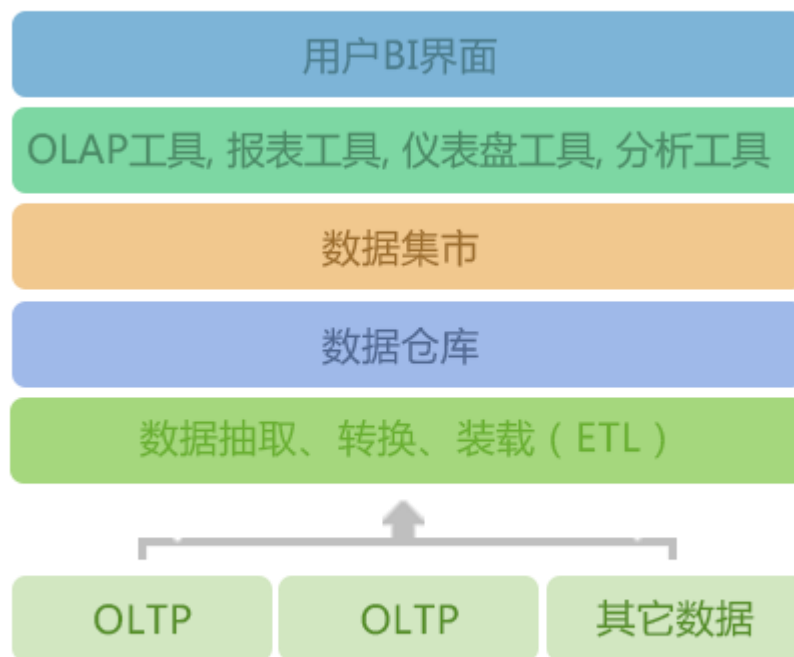 用户BI界面
OLAP工具, 报表工具, 仪表盘工具, 分析工具
数据集市
数据仓库
数据抽取、转换、装载（ETL）
OLTP
OLTP
其它数据